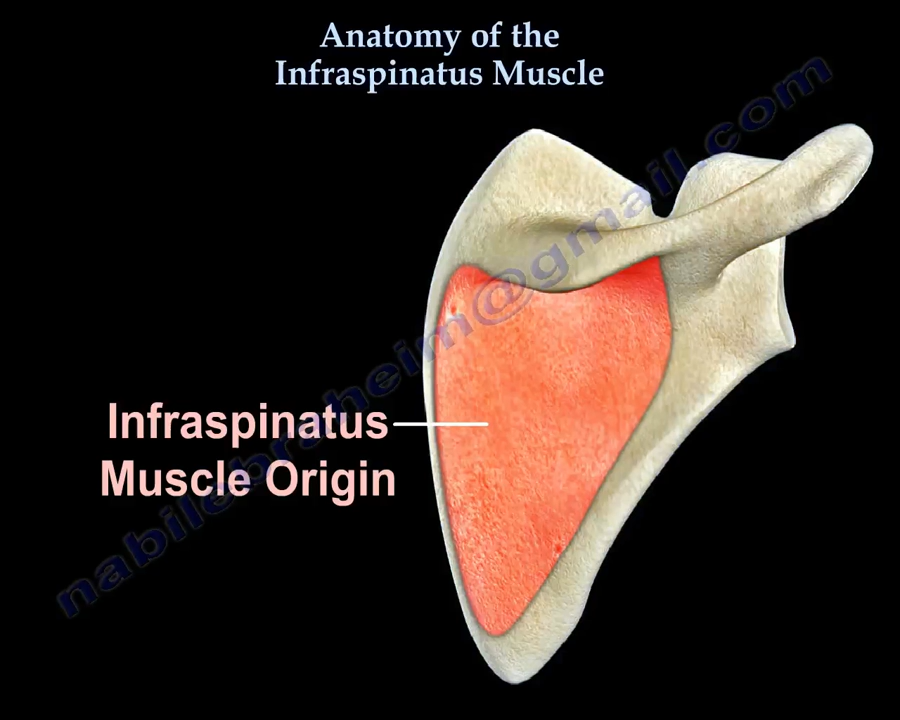 Anatomy of the
Infraspinatus Muscle
Infraspinatus
Muscle Origin
nabilebraheim@gmail.com